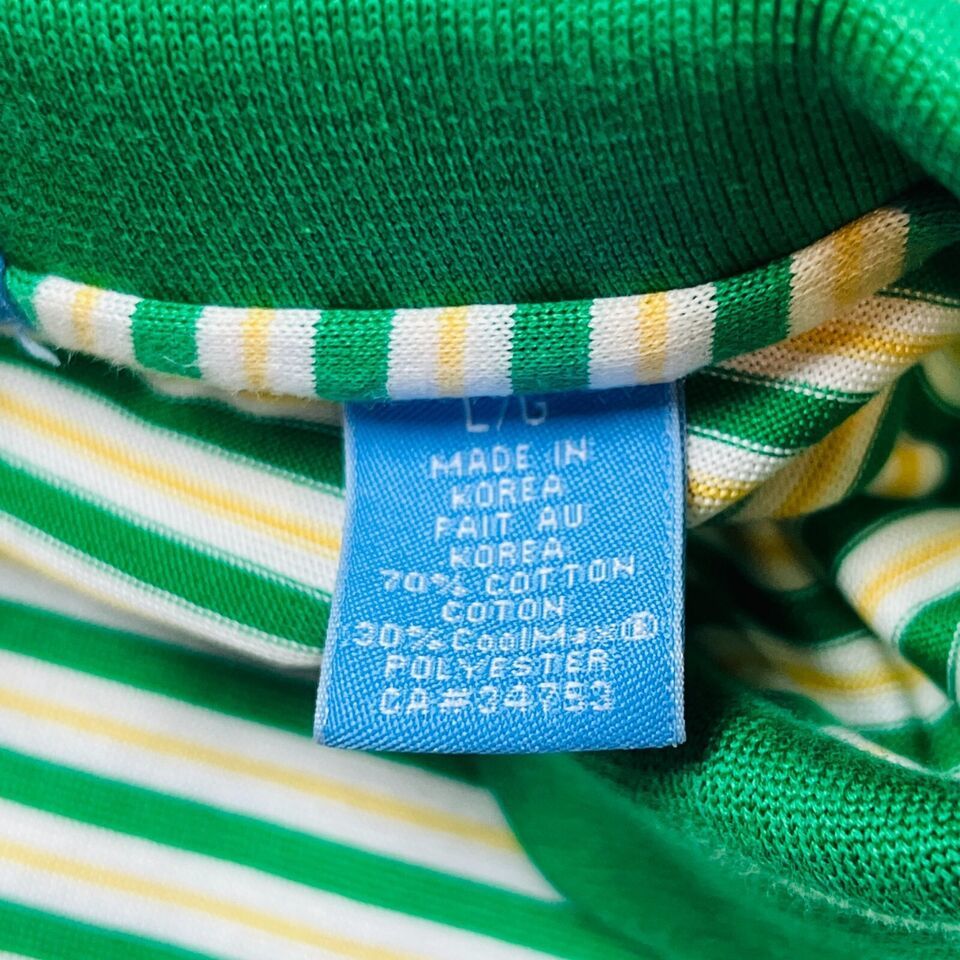 L/G
MADE IN
KOREA
FAIT AU
KOREA
70% COTTON
COTON
30% CoolMax®
POLYESTER
CA#34753